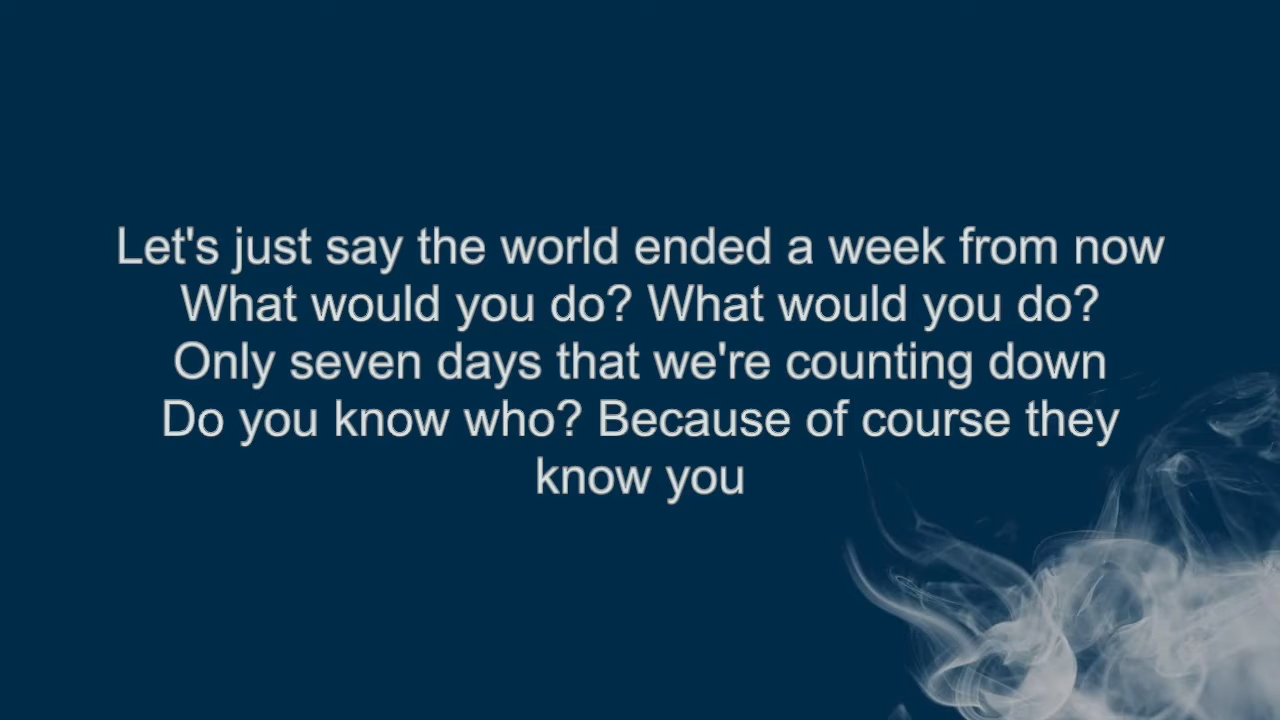 Let's just say the world ended a week from now
What would you do? What would you do?
Only seven days that we're counting down
Do you know who? Because of course they
know you